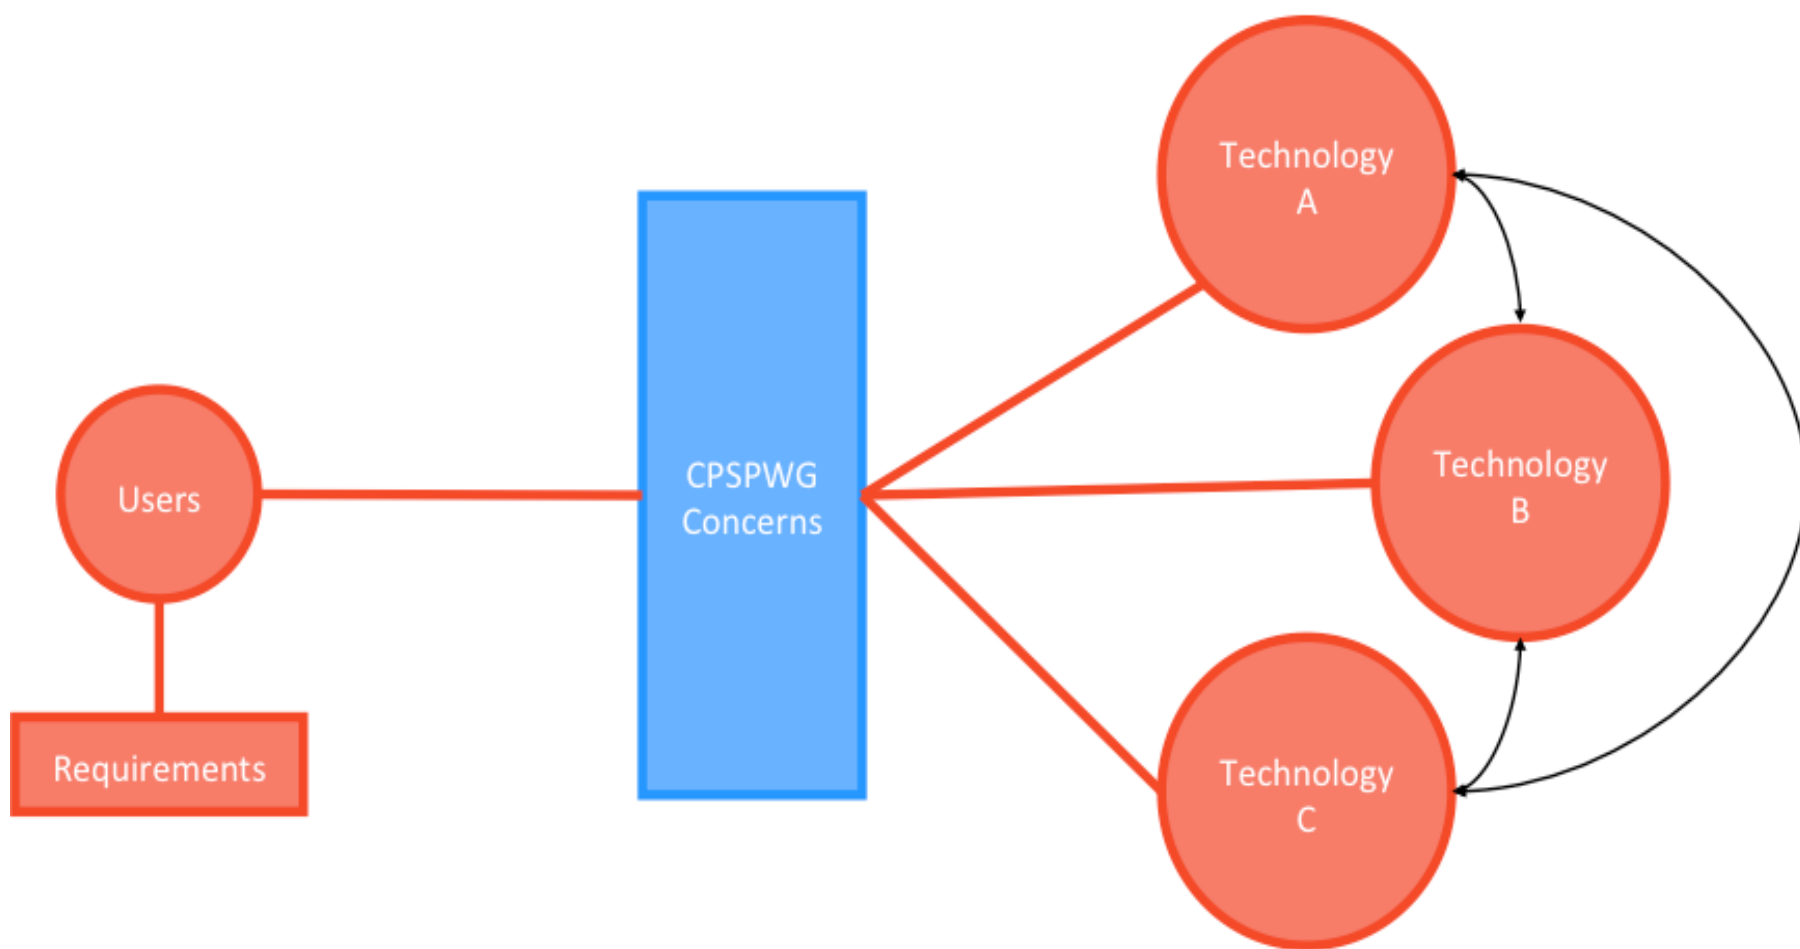 Users
Requirements
CPSPWG
Concerns
Technology
A
Technology
B
Technology
C